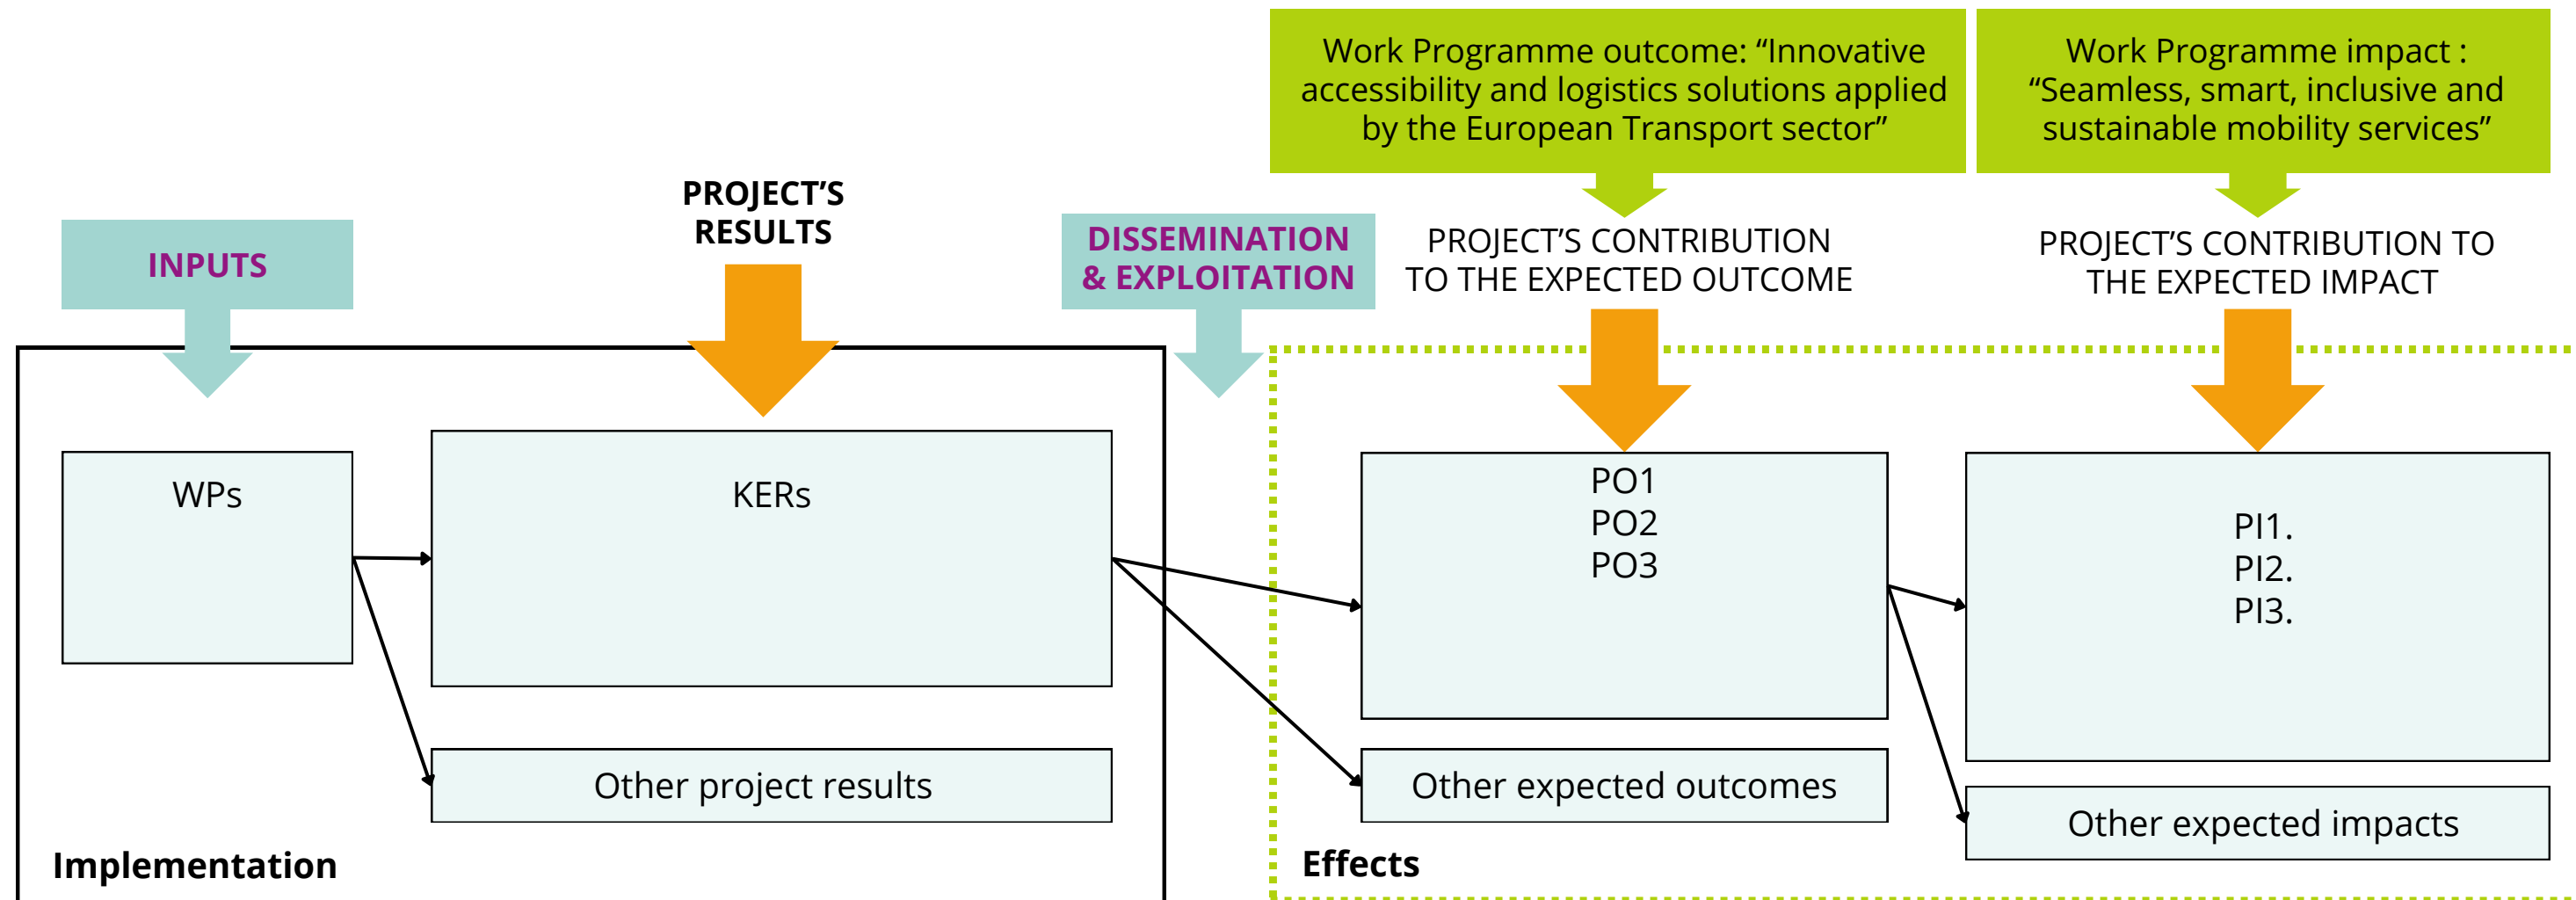 Work Programme outcome: “Innovative
accessibility and logistics solutions applied
by the European Transport sector”
Work Programme impact :
“Seamless, smart, inclusive and
sustainable mobility services”
PROJECT’S
RESULTS
INPUTS
DISSEMINATION
& EXPLOITATION
PROJECT’S CONTRIBUTION
TO THE EXPECTED OUTCOME
PROJECT’S CONTRIBUTION TO
THE EXPECTED IMPACT
WPs
KERs
PO1
PO2
PO3
PI1.
PI2.
PI3.
Other project results
Other expected outcomes
Other expected impacts
Implementation
Effects